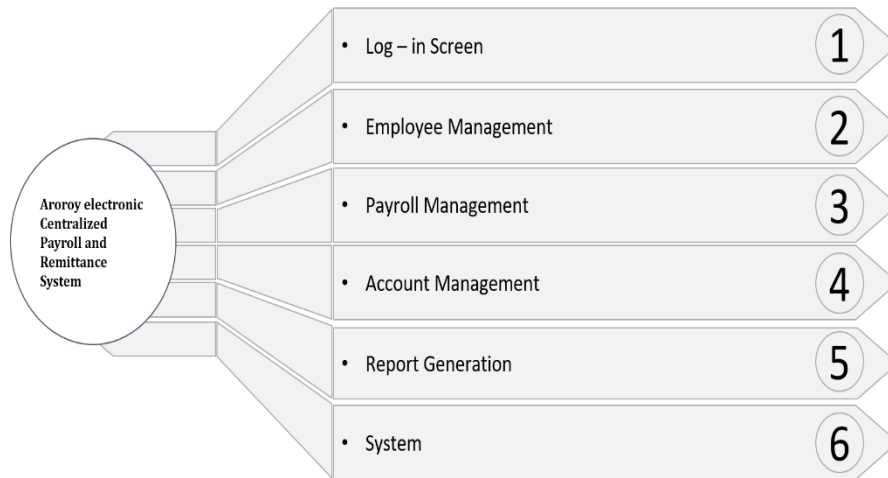 Aroroy electronic
Centralized
Payroll and
Remittance
System
• Log – in Screen 1
• Employee Management 2
• Payroll Management 3
• Account Management 4
• Report Generation 5
• System 6